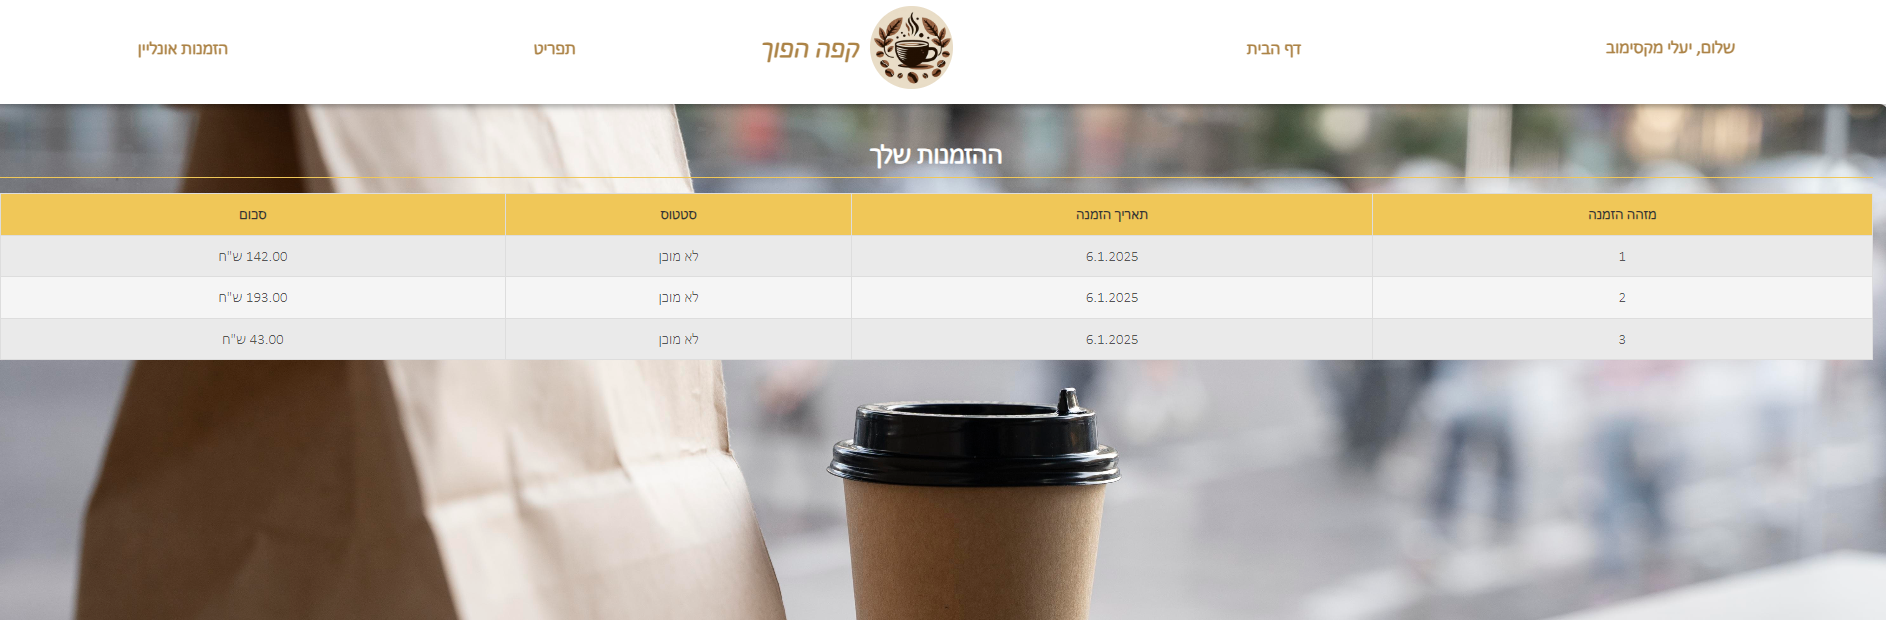 שלום, יעלי מקסימוב
דף הבית
קפה הפוך
תפריט
הזמנות אונליין
ההזמנות שלך
מזהה הזמנה תאריך הזמנה סטטוס סכום
1 6.1.2025 לא מוכן 142.00 ש"ח
2 6.1.2025 לא מוכן 193.00 ש"ח
3 6.1.2025 לא מוכן 43.00 ש"ח